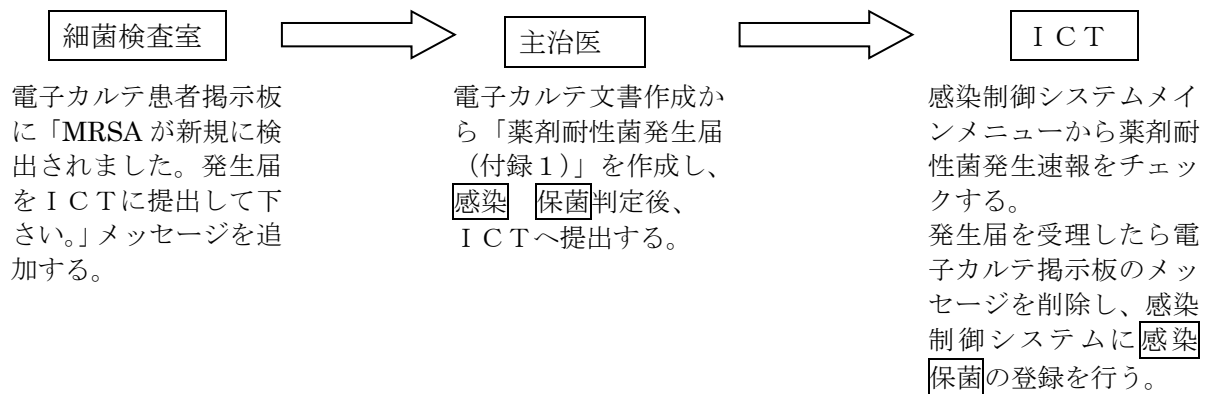 細菌検査室
電子カルテ患者掲示板
に「MRSA が新規に検
出されました。発生届
をＩＣＴに提出して下
さい。」メッセージを追
加する。
主治医
電子カルテ文書作成か
ら「薬剤耐性菌発生届
（付録１）」を作成し、
感染　保菌判定後、
ＩＣＴへ提出する。
ＩＣＴ
感染制御システムメイ
ンメニューから薬剤耐
性菌発生速報をチェッ
クする。
発生届を受理したら電
子カルテ掲示板のメッ
セージを削除し、感染
制御システムに感染
保菌の登録を行う。